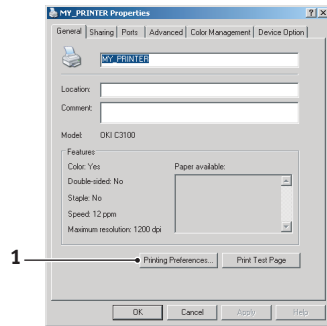 MY_PRINTER Properties
General Sharing Ports Advanced Color Management Device Option
MY_PRINTER
Location:
Comment:
Model: OKI C3100
Features
Color: Yes Paper available:
Double-sided: No
Staple: No
Speed: 12 ppm
Maximum resolution: 1200 dpi
1 Printing Preferences... Print Test Page
OK Cancel Apply Help